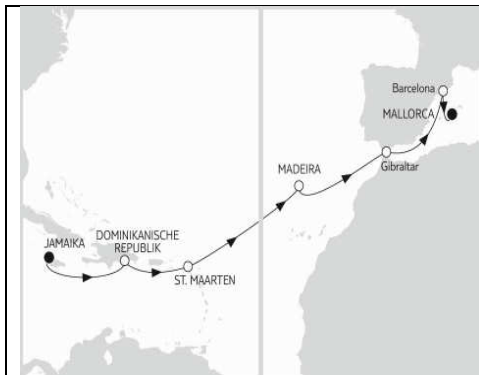 Barcelona
MALLORCA
Gibraltar
MADEIRA
JAMAIKA
DOMINIKANISCHE
REPUBLIK
ST. MAARTEN